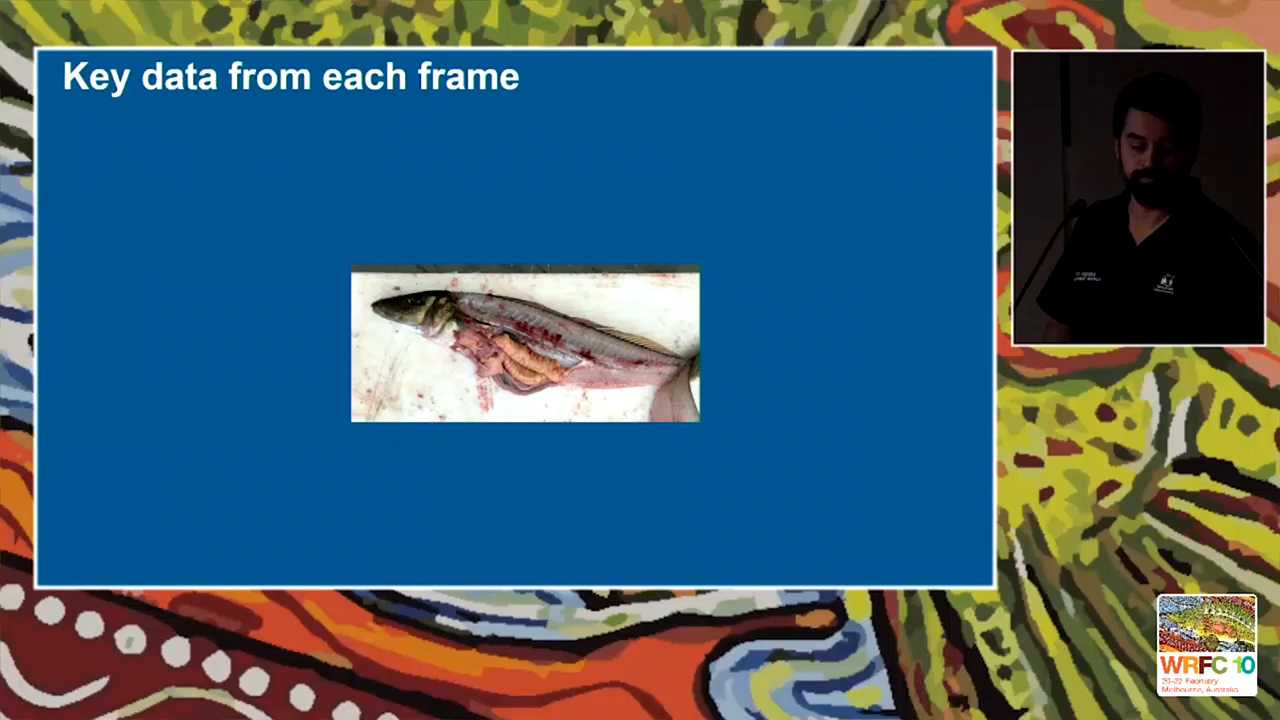 Key data from each frame
WRFC 10
20-22 February
Melbourne, Australia